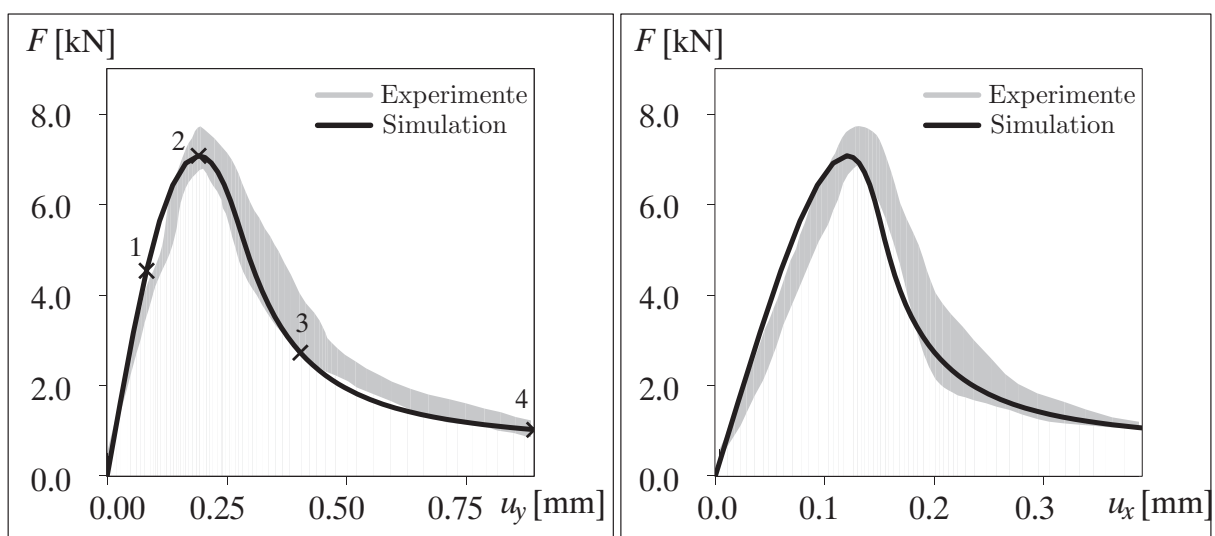 F [kN]
Experimente
Simulation
8.0
6.0
4.0
2.0
0.0
1
2
3
4
0.00 0.25 0.50 0.75 u_y [mm]
F [kN]
Experimente
Simulation
8.0
6.0
4.0
2.0
0.0
0.0 0.1 0.2 0.3 u_x [mm]